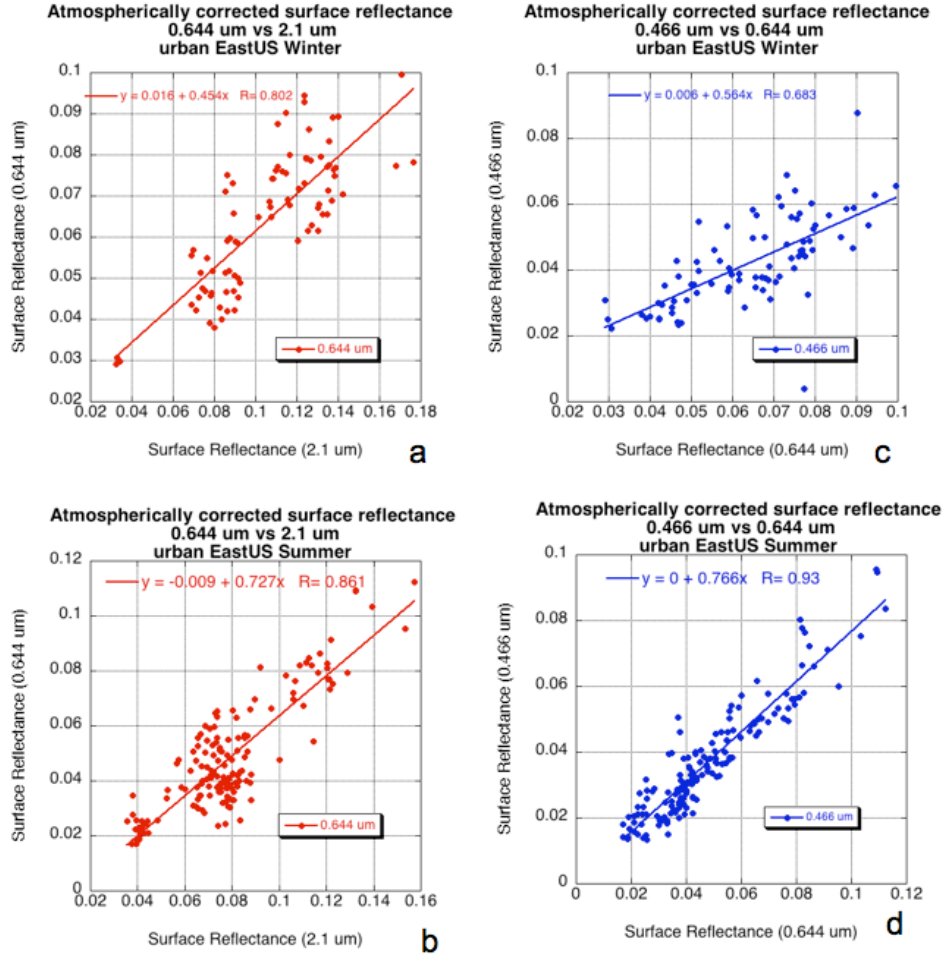 Atmospherically corrected surface reflectance
0.644 um vs 2.1 um
urban EastUS Winter
0.1
0.09
0.08
0.07
0.06
0.05
0.04
0.03
0.02
y = 0.016 + 0.454x R= 0.802
0.644 um
Surface Reflectance (0.644 um)
0.02 0.04 0.06 0.08 0.1 0.12 0.14 0.16 0.18
Surface Reflectance (2.1 um)
a
Atmospherically corrected surface reflectance
0.466 um vs 0.644 um
urban EastUS Winter
0.1
0.08
0.06
0.04
0.02
0
y = 0.006 + 0.564x R= 0.683
0.466 um
Surface Reflectance (0.466 um)
0.02 0.03 0.04 0.05 0.06 0.07 0.08 0.09 0.1
Surface Reflectance (0.644 um)
c
Atmospherically corrected surface reflectance
0.644 um vs 2.1 um
urban EastUS Summer
0.12
0.1
0.08
0.06
0.04
0.02
0
y = -0.009 + 0.727x R= 0.861
0.644 um
Surface Reflectance (0.644 um)
0.02 0.04 0.06 0.08 0.1 0.12 0.14 0.16
Surface Reflectance (2.1 um)
b
Atmospherically corrected surface reflectance
0.466 um vs 0.644 um
urban EastUS Summer
0.1
0.08
0.06
0.04
0.02
0
y = 0 + 0.766x R= 0.93
0.466 um
Surface Reflectance (0.466 um)
0 0.02 0.04 0.06 0.08 0.1 0.12
Surface Reflectance (0.644 um)
d